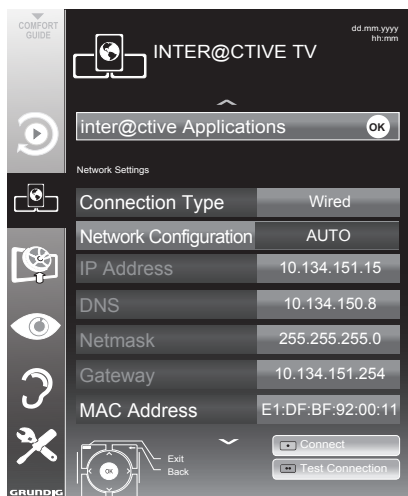 COMFORT
GUIDE
dd.mm.yyyy
hh:mm
INTER@CTIVE TV
inter@ctive Applications OK
Network Settings
Connection Type Wired
Network Configuration AUTO
IP Address 10.134.151.15
DNS 10.134.150.8
Netmask 255.255.255.0
Gateway 10.134.151.254
MAC Address E1:DF:BF:92:00:11
Exit
Back
OK
Connect
Test Connection
GRUNDIG